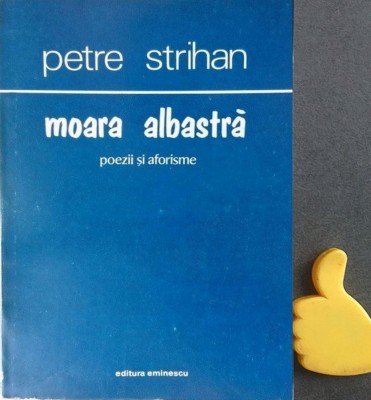 petre strihan
moara albastră
poezii și aforisme
editura eminescu